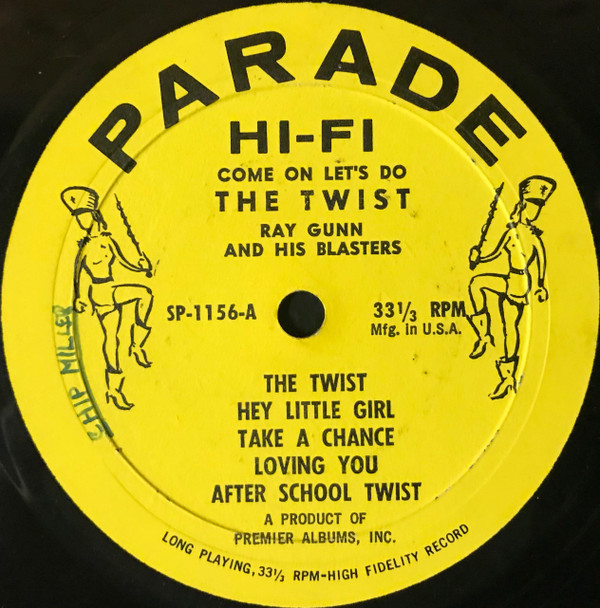 PARADE
HI-FI
COME ON LET'S DO
THE TWIST
RAY GUNN
AND HIS BLASTERS
SP-1156-A
33⅓ RPM
Mfg. in U.S.A.
CHIP MILLER
THE TWIST
HEY LITTLE GIRL
TAKE A CHANCE
LOVING YOU
AFTER SCHOOL TWIST
A PRODUCT OF
PREMIER ALBUMS, INC.
LONG PLAYING, 33⅓ RPM-HIGH FIDELITY RECORD